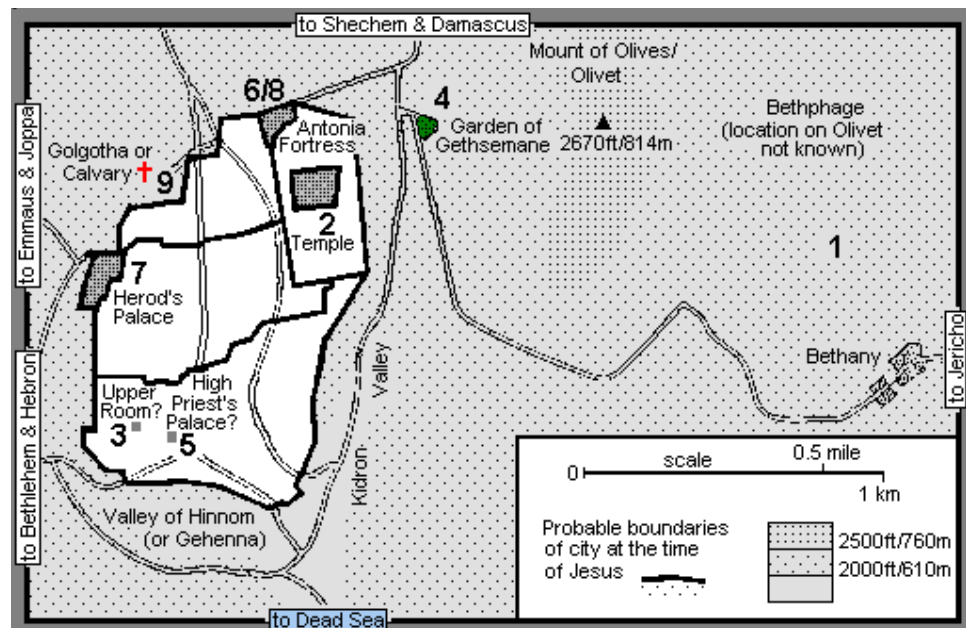 to Shechem & Damascus
Mount of Olives/
Olivet
6/8
4
Antonia
Fortress
Garden of
Gethsemane
2670ft/814m
Bethphage
(location on Olivet
not known)
Golgotha or
Calvary
9
to Emmaus & Joppa
2
Temple
1
7
Herod's
Palace
Bethany
to Jericho
Upper
Room?
3
High
Priest's
Palace?
5
Kidron Valley
to Bethlehem & Hebron
Valley of Hinnom
(or Gehenna)
0
scale
0.5 mile
1 km
Probable boundaries
of city at the time
of Jesus
2500ft/760m
2000ft/610m
to Dead Sea